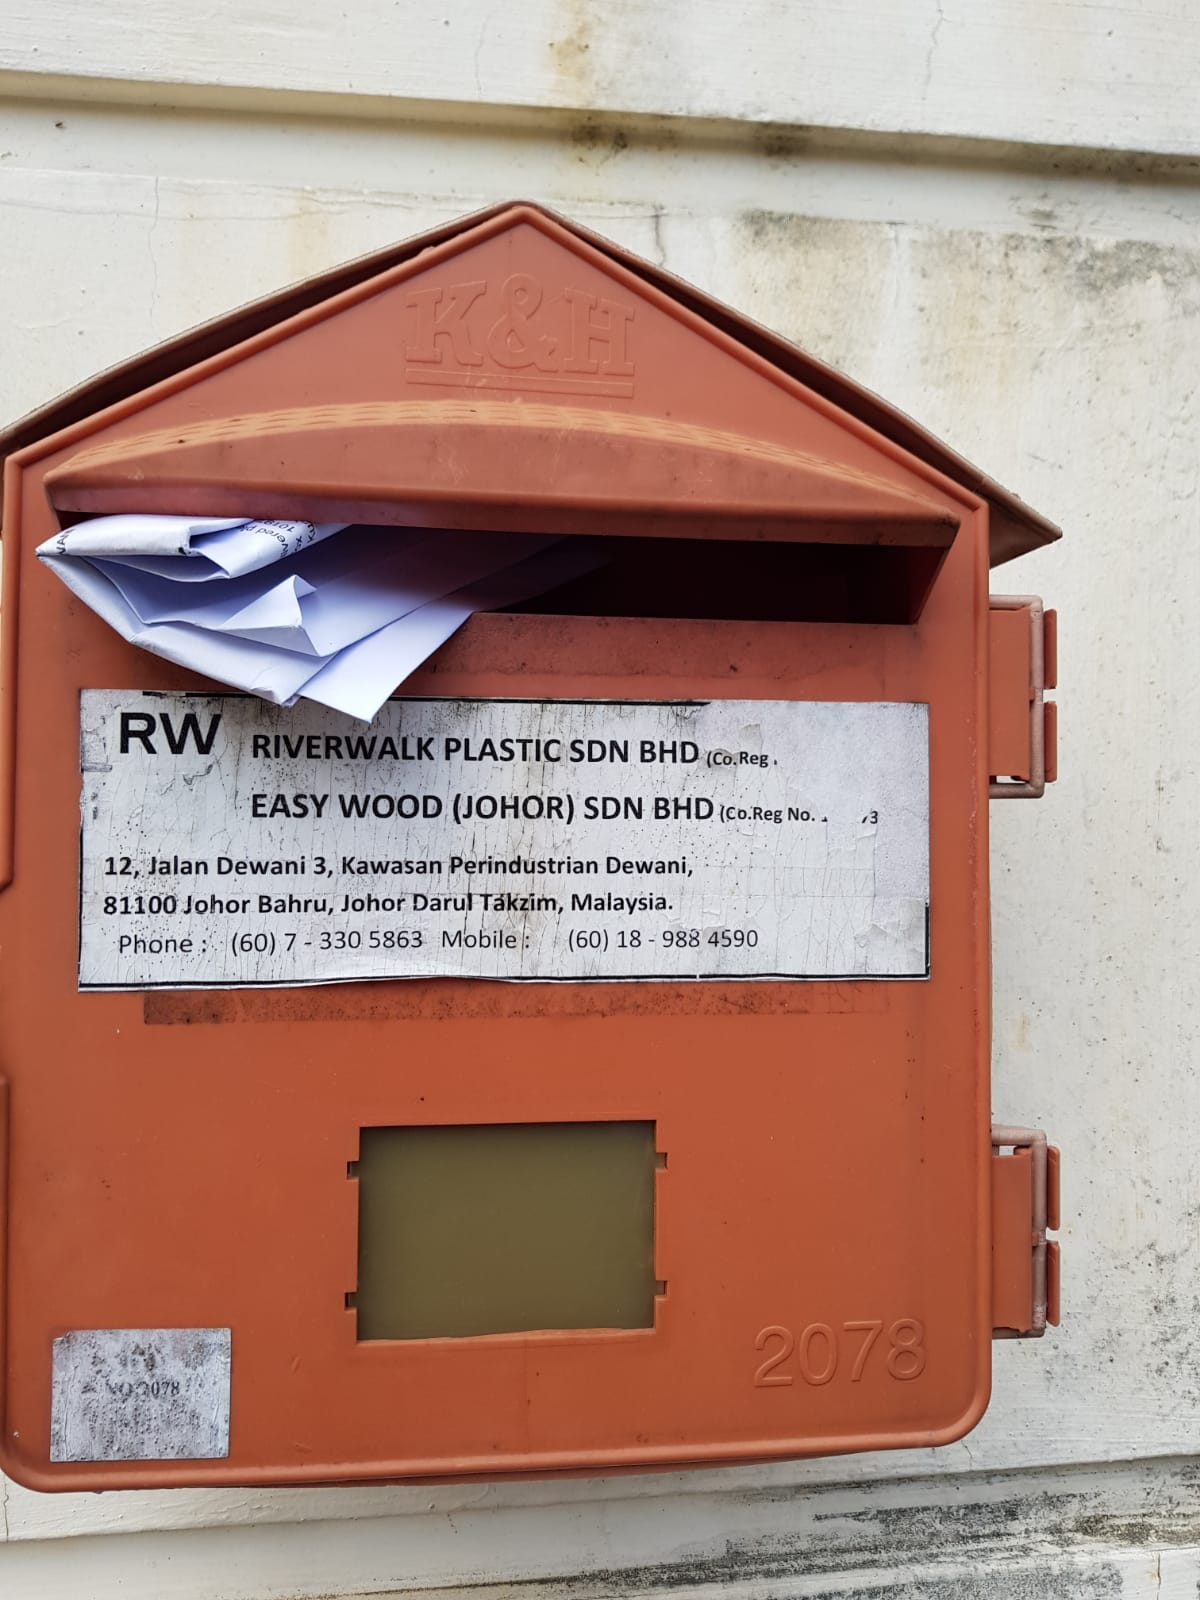 K&H
RW RIVERWALK PLASTIC SDN BHD (Co.Reg
EASY WOOD (JOHOR) SDN BHD (Co.Reg No. 3
12, Jalan Dewani 3, Kawasan Perindustrian Dewani,
81100 Johor Bahru, Johor Darul Takzim, Malaysia.
Phone : (60) 7 - 330 5863 Mobile : (60) 18 - 988 4590
2078
NO 2078